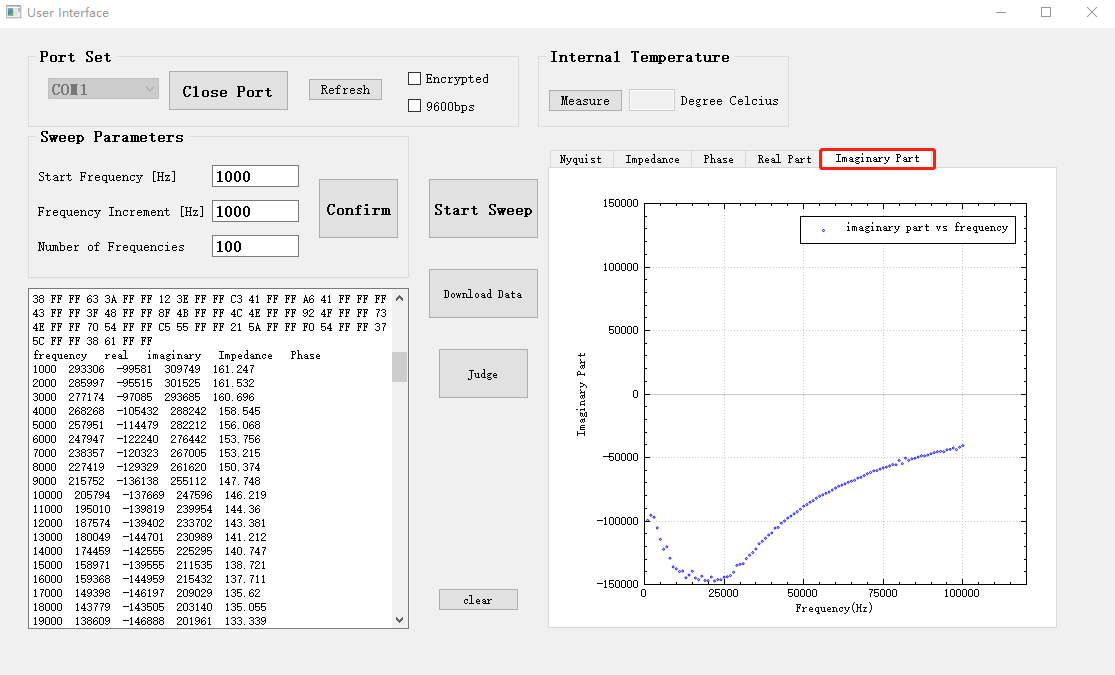 User Interface
Port Set
COM1
Close Port
Refresh
Encrypted
9600bps
Internal Temperature
Measure
Degree Celcius
Sweep Parameters
Start Frequency [Hz] 1000
Frequency Increment [Hz] 1000
Number of Frequencies 100
Confirm
Start Sweep
Download Data
Judge
clear
38 FF FF 63 3A FF FF 12 3E FF FF C3 41 FF FF A6 41 FF FF FF
43 FF FF 3F 48 FF FF 8F 4B FF FF 4C 4E FF FF 92 4F FF FF 73
4E FF FF 70 54 FF FF C5 55 FF FF 21 5A FF FF F0 54 FF FF 37
5C FF FF 38 61 FF FF
frequency real imaginary Impedance Phase
1000 293306 -99581 309749 161.247
2000 285997 -95515 301525 161.532
3000 277174 -97085 293685 160.696
4000 268268 -105432 288242 158.545
5000 257951 -114479 282212 156.068
6000 247947 -122240 276442 153.756
7000 238357 -120323 267005 153.215
8000 227419 -129329 261620 150.374
9000 215752 -136138 255112 147.748
10000 205794 -137669 247596 146.219
11000 195010 -139819 239954 144.36
12000 187574 -139402 233702 143.381
13000 180049 -144701 230989 141.212
14000 174459 -142555 225295 140.747
15000 158971 -139555 211535 138.721
16000 159368 -144959 215432 137.711
17000 149398 -146197 209029 135.62
18000 143779 -143505 203140 135.055
19000 138609 -146888 201961 133.339
Nyquist Impedance Phase Real Part Imaginary Part
imaginary part vs frequency
150000
100000
50000
0
-50000
-100000
-150000
Imaginary Part
0 25000 50000 75000 100000
Frequency(Hz)